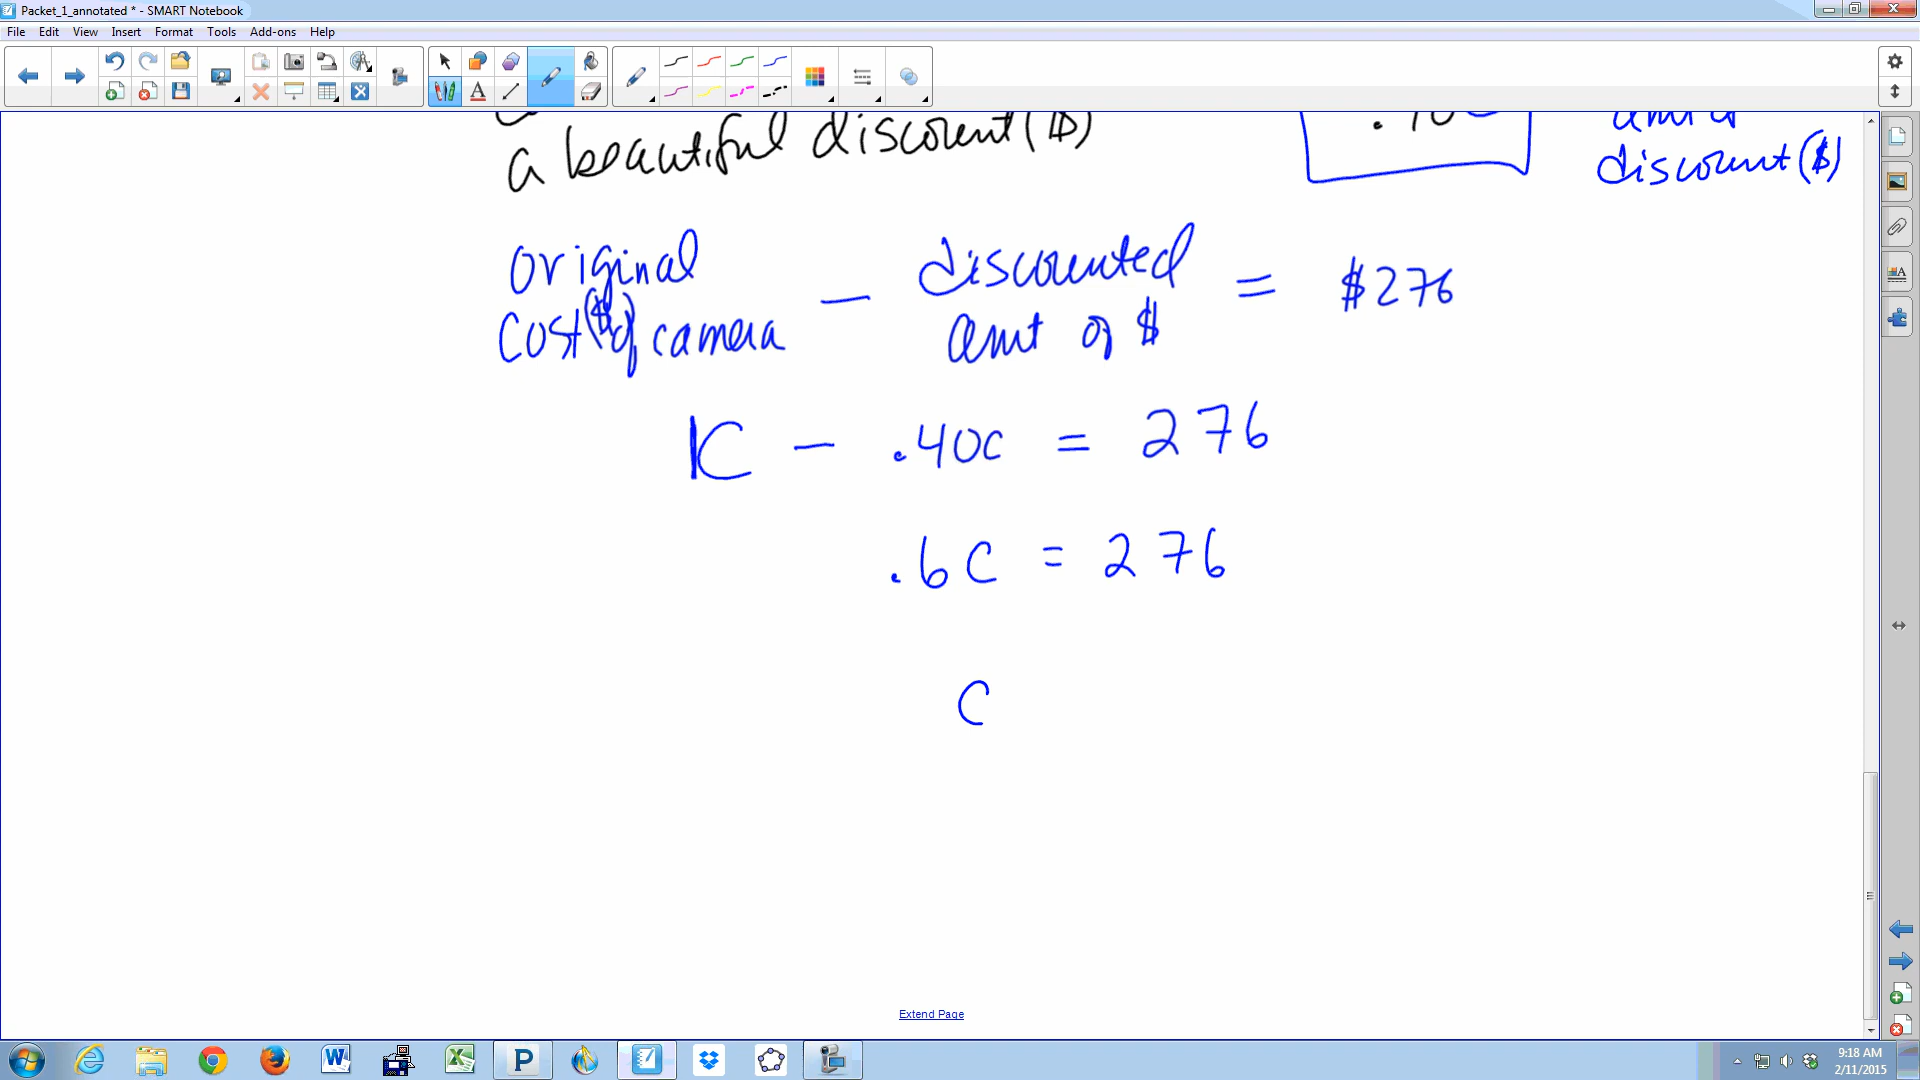 Packet_1_annotated * - SMART Notebook
File Edit View Insert Format Tools Add-ons Help
a beautiful discount ($)
discount ($)
original
cost($) of camera
− discounted
amt of $
= $276
1C − .40C = 276
.6C = 276
C
Extend Page
9:18 AM
2/11/2015